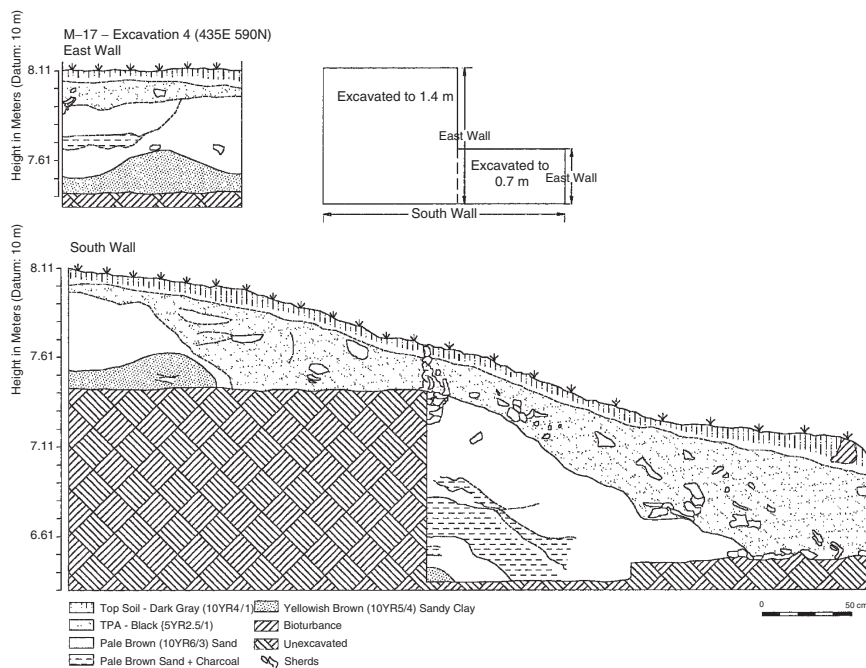 M–17 – Excavation 4 (435E 590N)
East Wall
Height in Meters (Datum: 10 m)
8.11
7.61
Excavated to 1.4 m
East Wall
Excavated to
0.7 m
East Wall
South Wall
South Wall
Height in Meters (Datum: 10 m)
8.11
7.61
7.11
6.61
Top Soil - Dark Gray (10YR4/1)
TPA - Black {5YR2.5/1)
Pale Brown (10YR6/3) Sand
Pale Brown Sand + Charcoal
Yellowish Brown (10YR5/4) Sandy Clay
Bioturbance
Unexcavated
Sherds
0
50 cm